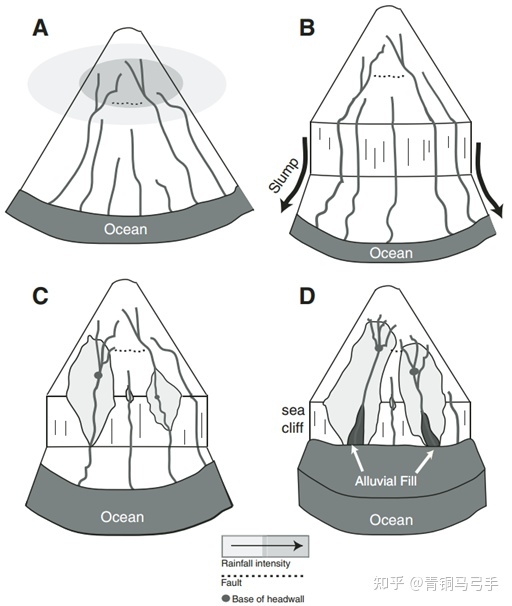 A
B
Ocean
Slump
Ocean
C
D
sea
cliff
Ocean
Alluvial Fill
Ocean
Rainfall intensity
Fault
Base of headwall
知乎 @青铜马弓手